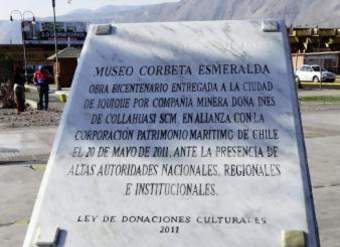 MUSEO CORBETA ESMERALDA
OBRA BICENTENARIO ENTREGADA A LA CIUDAD
DE IQUIQUE POR COMPAÑIA MINERA DOÑA INES
DE COLLAHUASI SCM, EN ALIANZA CON LA
CORPORACIÓN PATRIMONIO MARÍTIMO DE CHILE
EL 20 DE MAYO DE 2011, ANTE LA PRESENCIA DE
ALTAS AUTORIDADES NACIONALES, REGIONALES
E INSTITUCIONALES.
LEY DE DONACIONES CULTURALES
2011